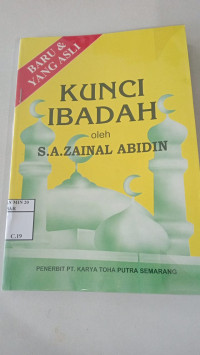 BARU &
YANG ASLI
KUNCI
IBADAH
oleh
S.A.ZAINAL ABIDIN
C.19
PENERBIT PT. KARYA TOHA PUTRA SEMARANG